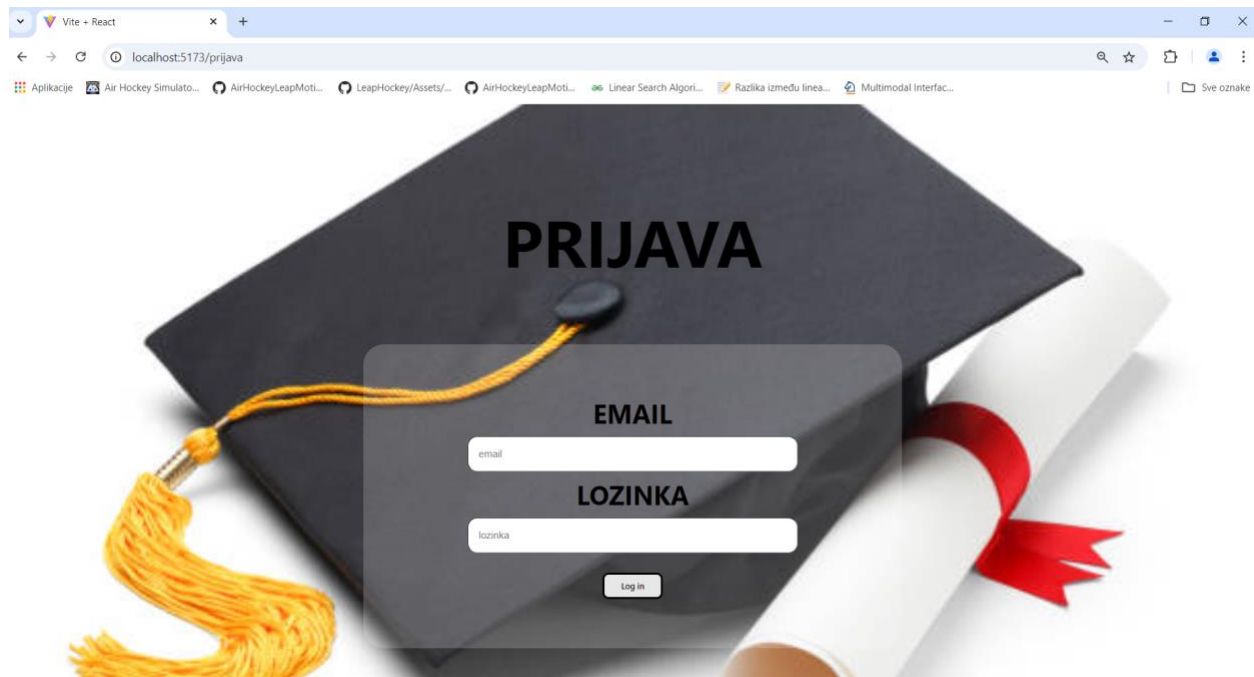 Vite + React
localhost:5173/prijava
Aplikacije Air Hockey Simulato... AirHockeyLeapMoti... LeapHockey/Assets/... AirHockeyLeapMoti... Linear Search Algori... Razlika između linea... Multimodal Interfac... Sve oznake
PRIJAVA
EMAIL
email
LOZINKA
lozinka
Log in